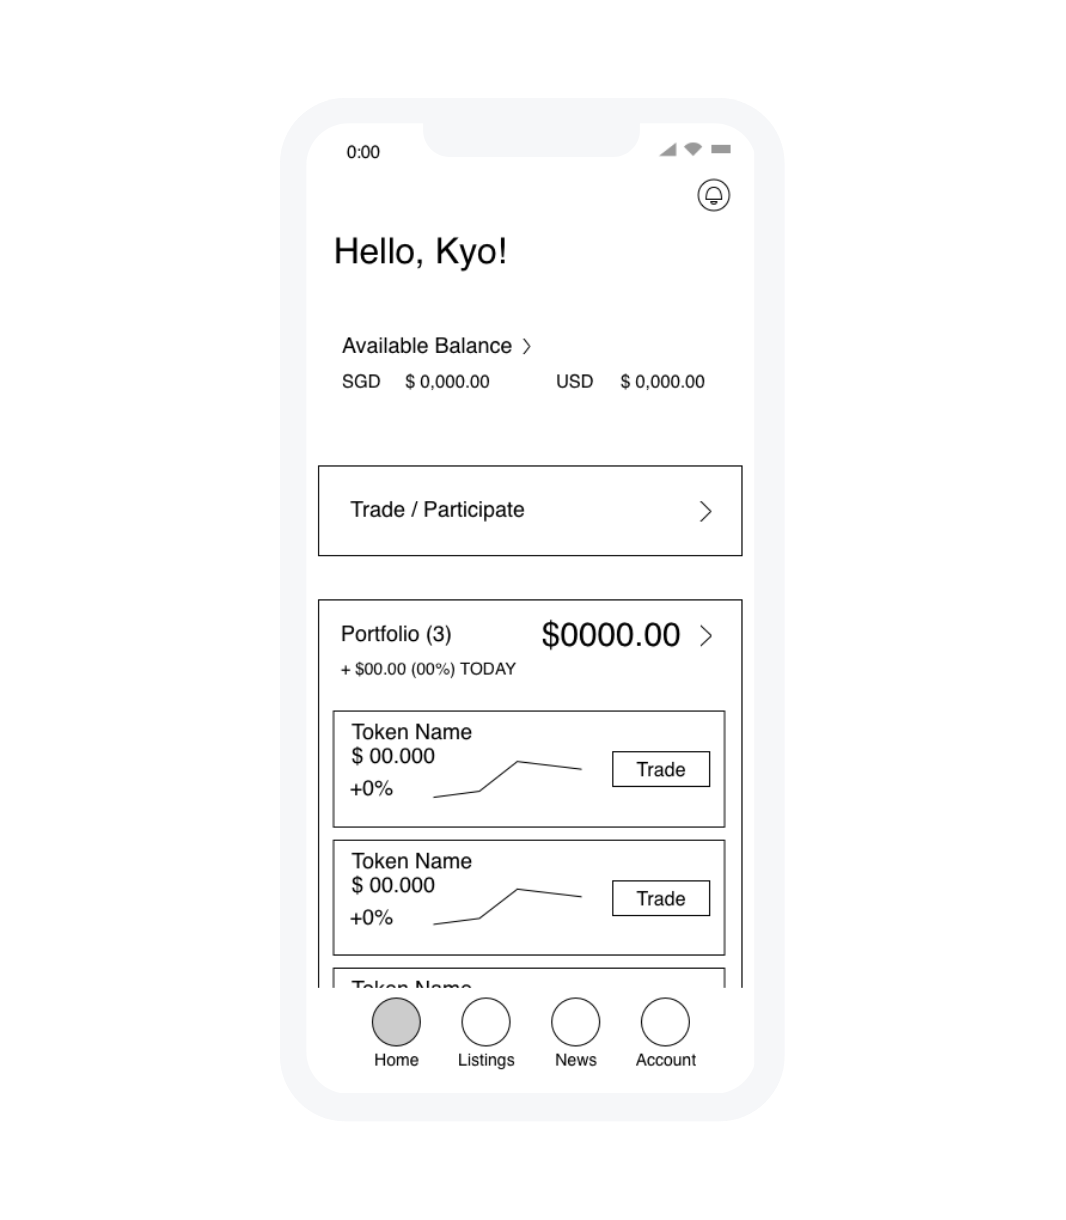 0:00
Hello, Kyo!
Available Balance
SGD $ 0,000.00 USD $ 0,000.00
Trade / Participate
Portfolio (3) $0000.00
+ $00.00 (00%) TODAY
Token Name
$ 00.000
+0%
Trade
Token Name
$ 00.000
+0%
Trade
Token Name
Home Listings News Account